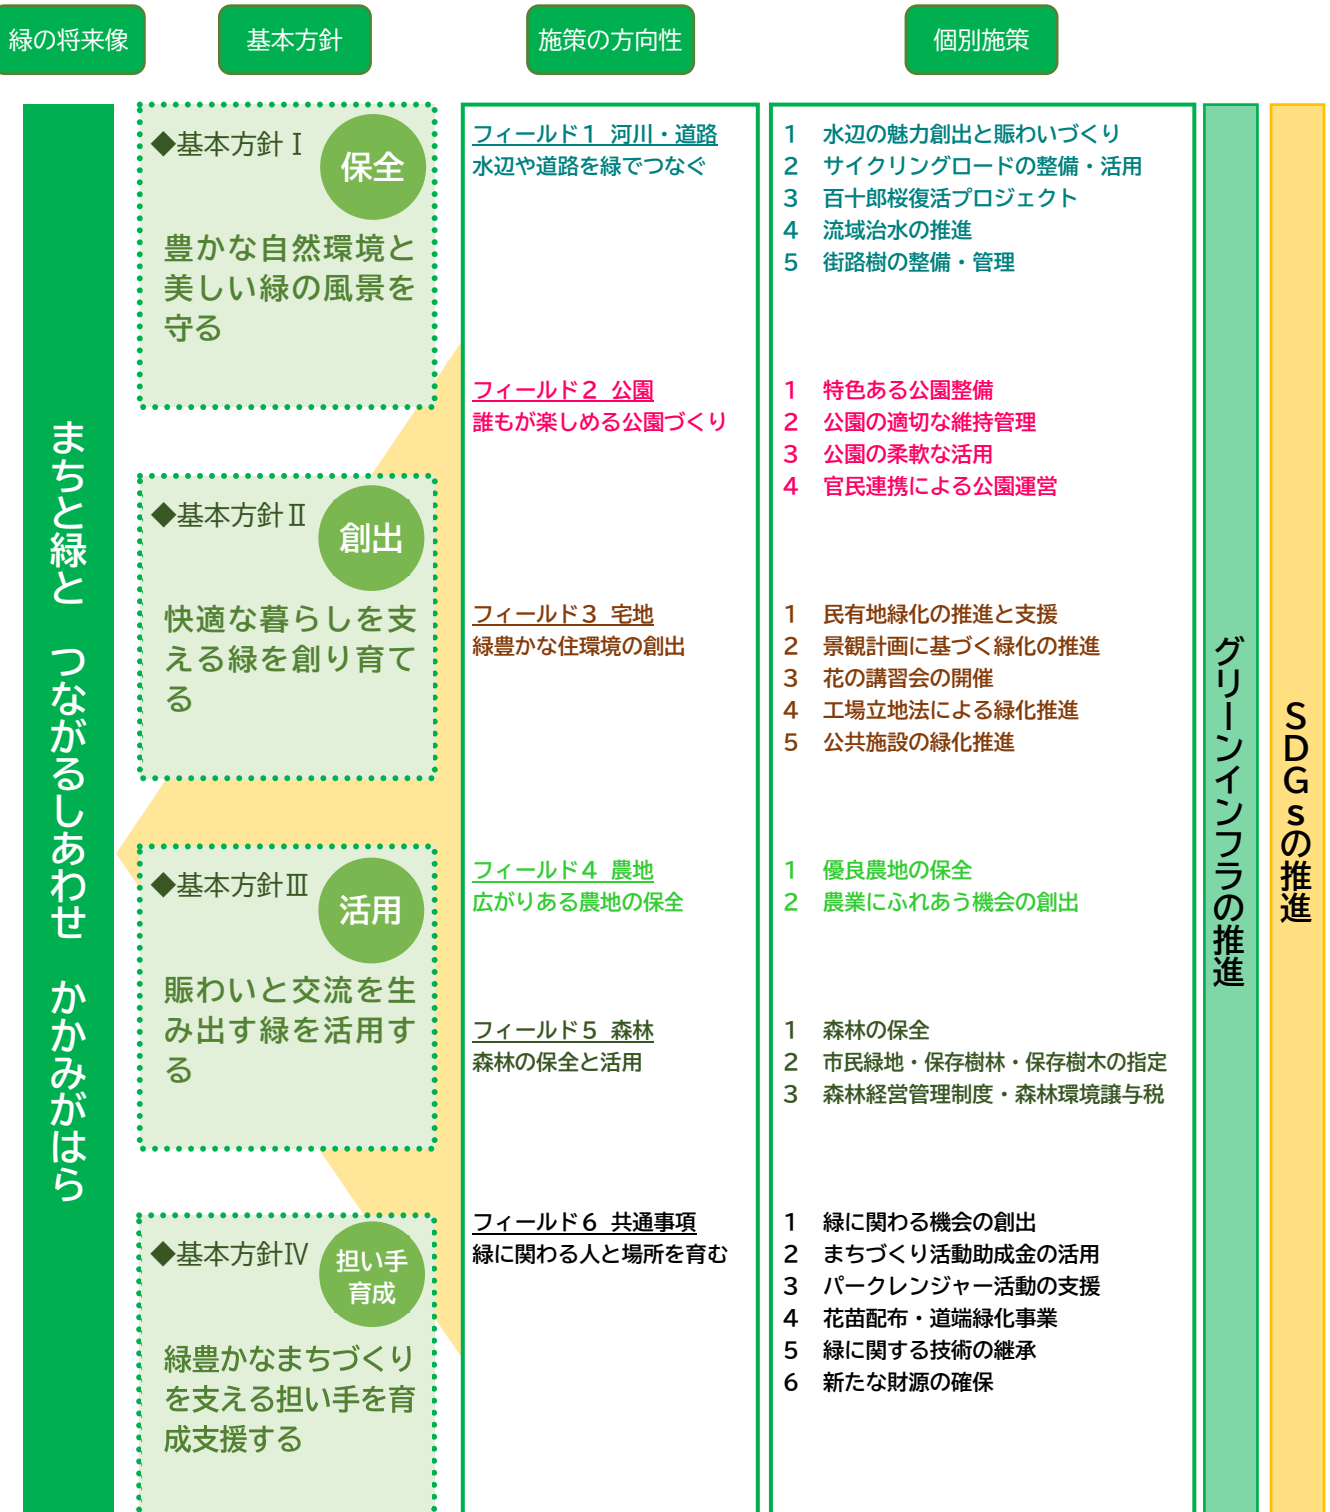 緑の将来像
基本方針
施策の方向性
個別施策
まちと緑と　つながるしあわせ　かかみがはら
◆基本方針Ⅰ
保全
豊かな自然環境と
美しい緑の風景を
守る
◆基本方針Ⅱ
創出
快適な暮らしを支
える緑を創り育て
る
◆基本方針Ⅲ
活用
賑わいと交流を生
み出す緑を活用す
る
◆基本方針Ⅳ
担い手
育成
緑豊かなまちづくり
を支える担い手を育
成支援する
フィールド１　河川・道路
水辺や道路を緑でつなぐ
1　水辺の魅力創出と賑わいづくり
2　サイクリングロードの整備・活用
3　百十郎桜復活プロジェクト
4　流域治水の推進
5　街路樹の整備・管理
フィールド２　公園
誰もが楽しめる公園づくり
1　特色ある公園整備
2　公園の適切な維持管理
3　公園の柔軟な活用
4　官民連携による公園運営
フィールド３　宅地
緑豊かな住環境の創出
1　民有地緑化の推進と支援
2　景観計画に基づく緑化の推進
3　花の講習会の開催
4　工場立地法による緑化推進
5　公共施設の緑化推進
フィールド４　農地
広がりある農地の保全
1　優良農地の保全
2　農業にふれあう機会の創出
フィールド５　森林
森林の保全と活用
1　森林の保全
2　市民緑地・保存樹林・保存樹木の指定
3　森林経営管理制度・森林環境譲与税
フィールド６　共通事項
緑に関わる人と場所を育む
1　緑に関わる機会の創出
2　まちづくり活動助成金の活用
3　パークレンジャー活動の支援
4　花苗配布・道端緑化事業
5　緑に関する技術の継承
6　新たな財源の確保
グリーンインフラの推進
ＳＤＧｓの推進